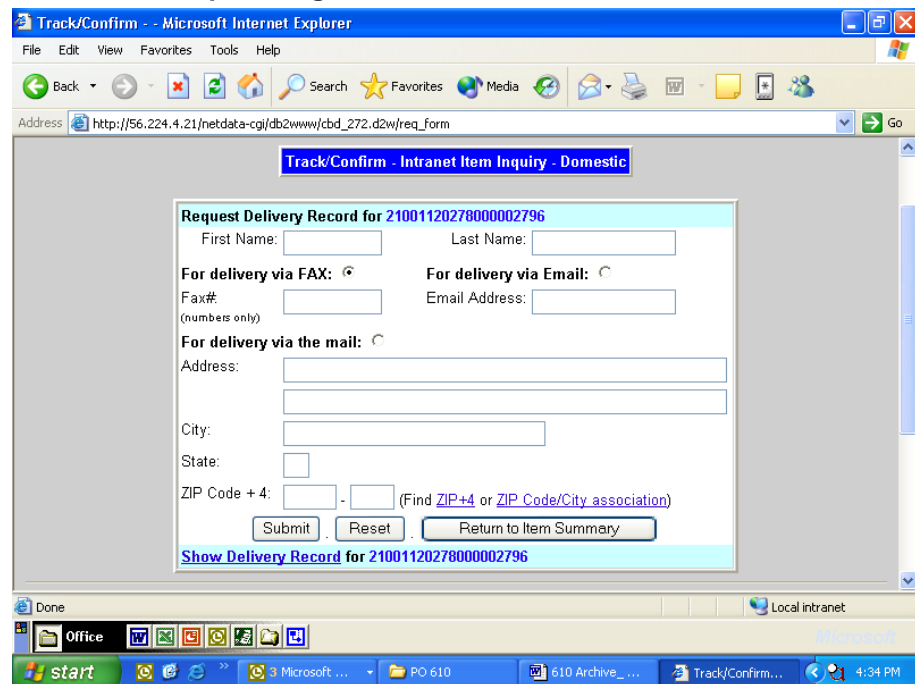 Track/Confirm - - Microsoft Internet Explorer
File Edit View Favorites Tools Help
Back Search Favorites Media
Address http://56.224.4.21/netdata-cgi/db2www/cbd_272.d2w/req_form Go
Track/Confirm - Intranet Item Inquiry - Domestic
Request Delivery Record for 21001120278000002796
First Name: Last Name:
For delivery via FAX: For delivery via Email:
Fax#: Email Address:
(numbers only)
For delivery via the mail:
Address:
City:
State:
ZIP Code + 4: - (Find ZIP+4 or ZIP Code/City association)
Submit . Reset . Return to Item Summary
Show Delivery Record for 21001120278000002796
Done Local intranet
Office Microsoft
start 3 Microsoft ... PO 610 610 Archive_ ... Track/Confirm... 4:34 PM